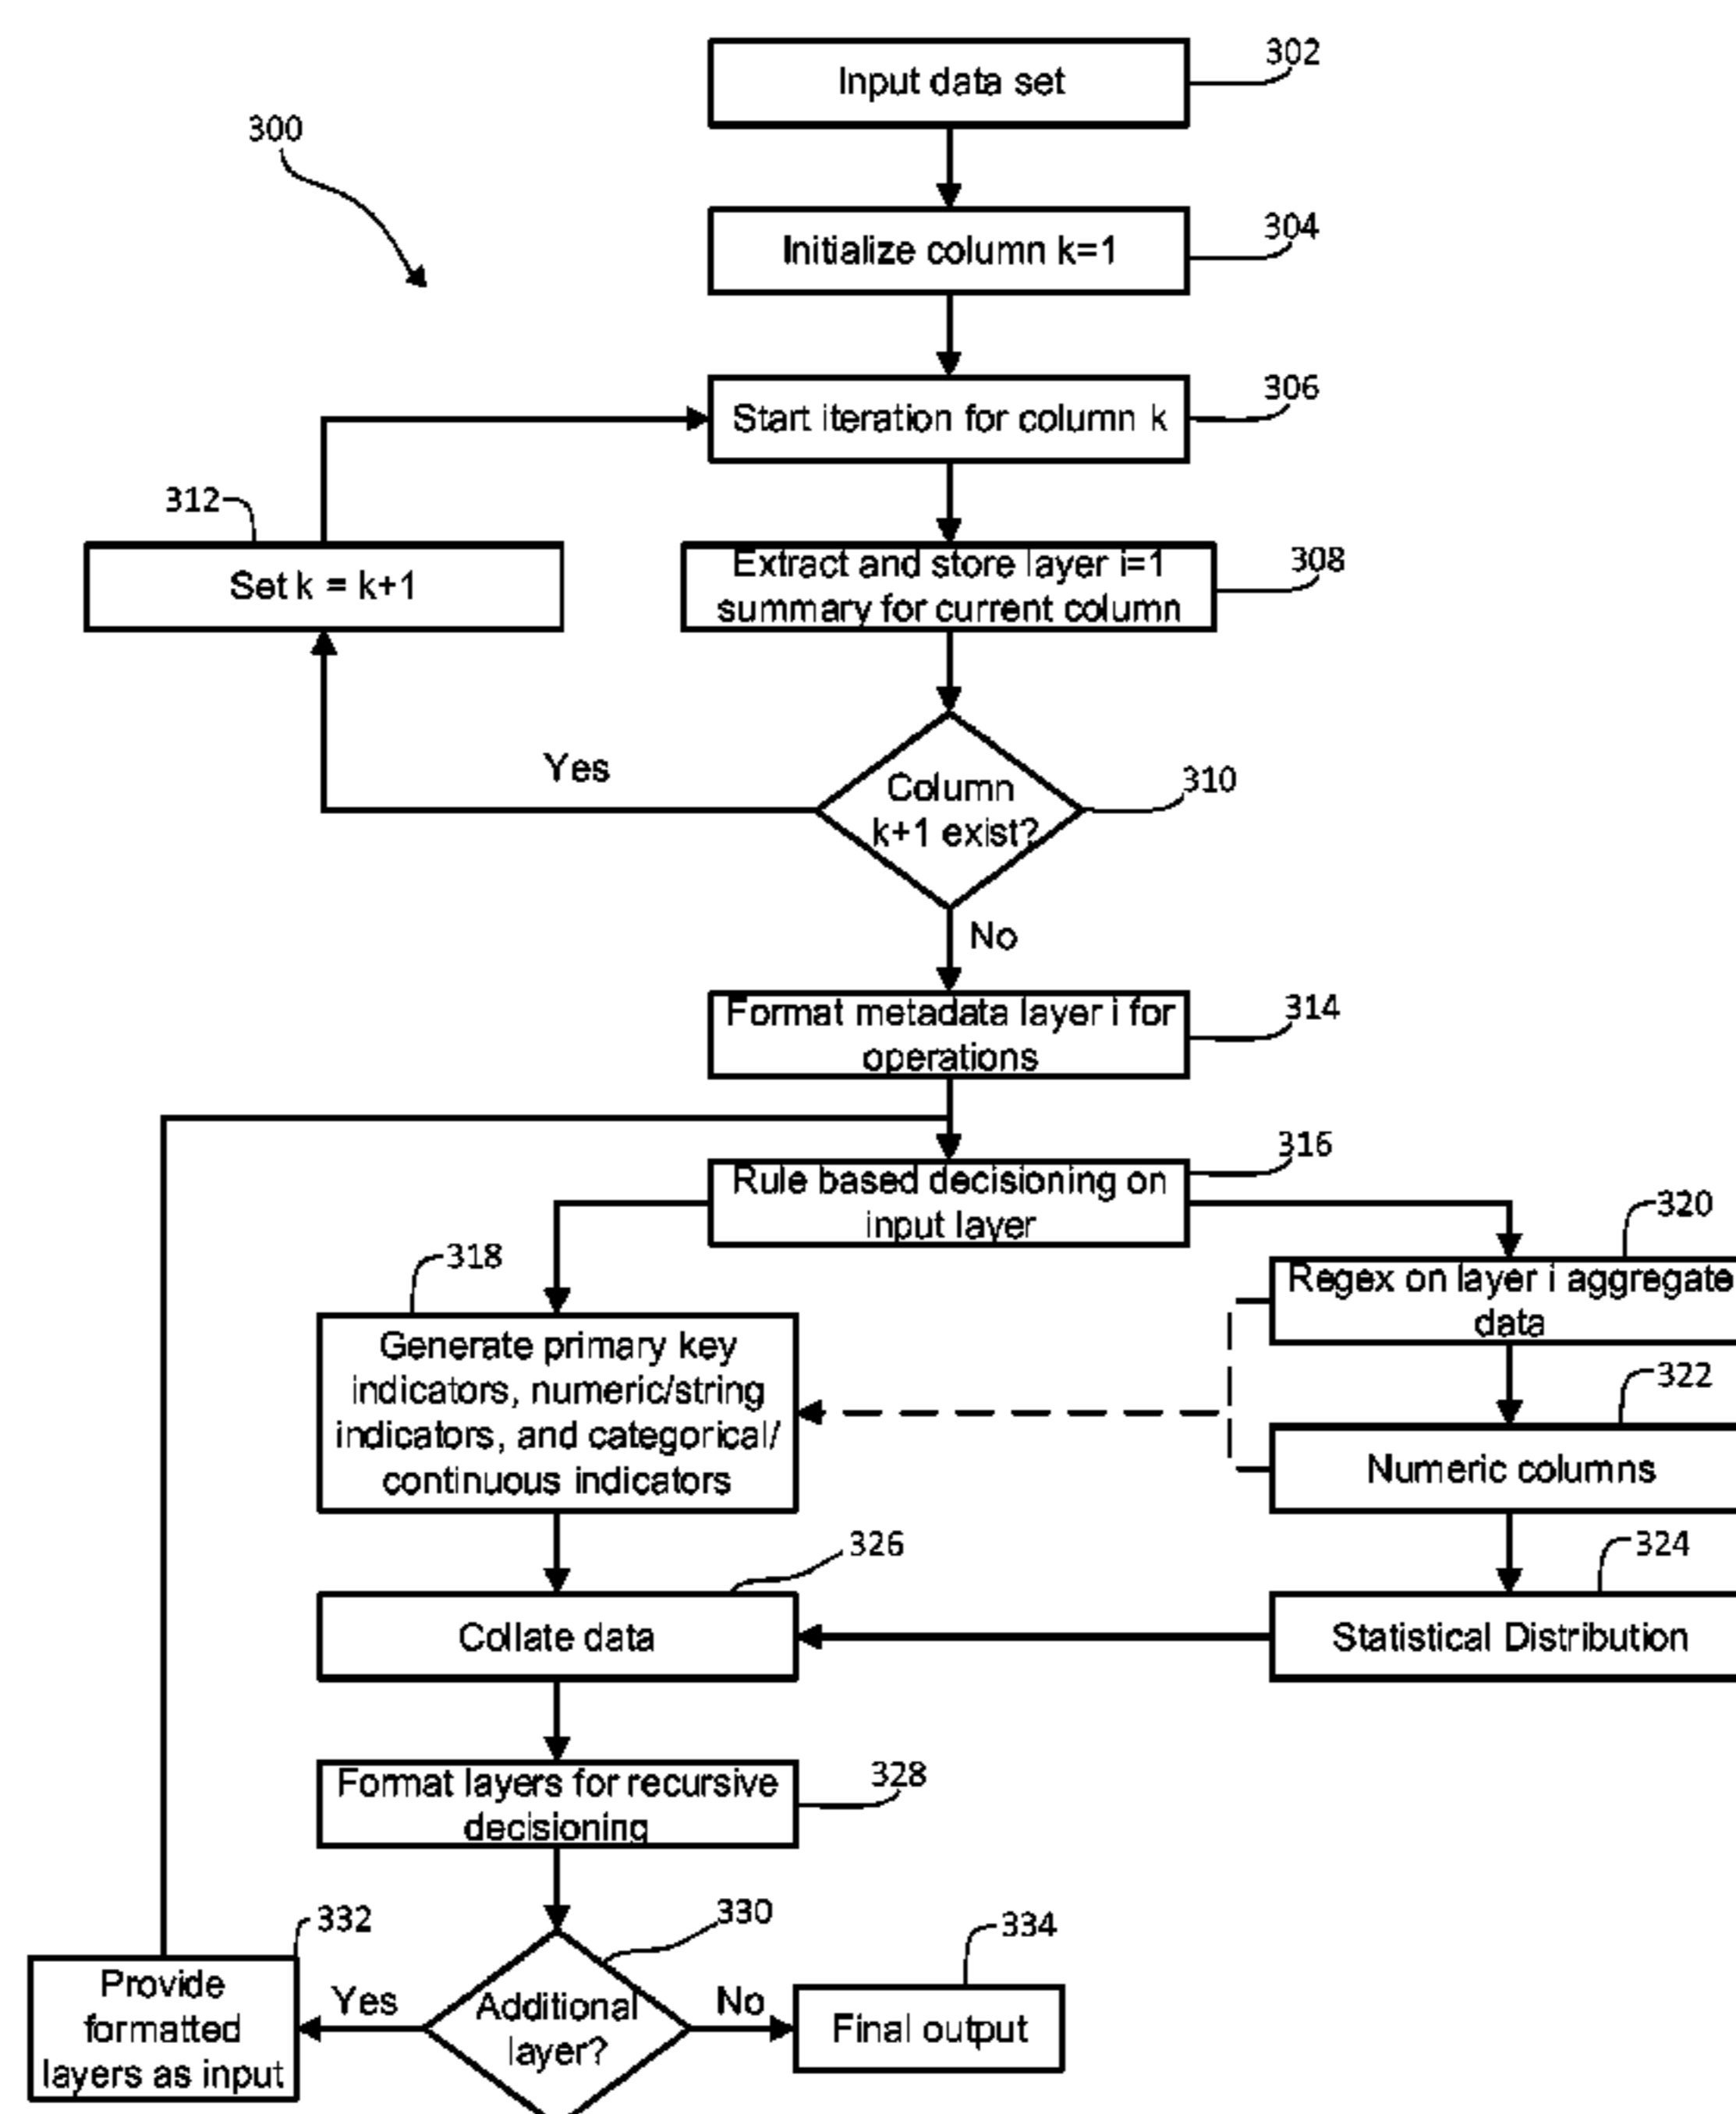 302
Input data set
300
304
Initialize column k=1
306
Start iteration for column k
312
Set k = k+1
308
Extract and store layer i=1
summary for current column
Yes
310
Column
k+1 exist?
No
314
Format metadata layer i for
operations
316
Rule based decisioning on
input layer
320
Regex on layer i aggregate
data
318
Generate primary key
indicators, numeric/string
indicators, and categorical/
continuous indicators
322
Numeric columns
326
Collate data
324
Statistical Distribution
328
Format layers for recursive
decisioning
332
Provide
formatted
layers as input
Yes
330
Additional
layer?
No
334
Final output